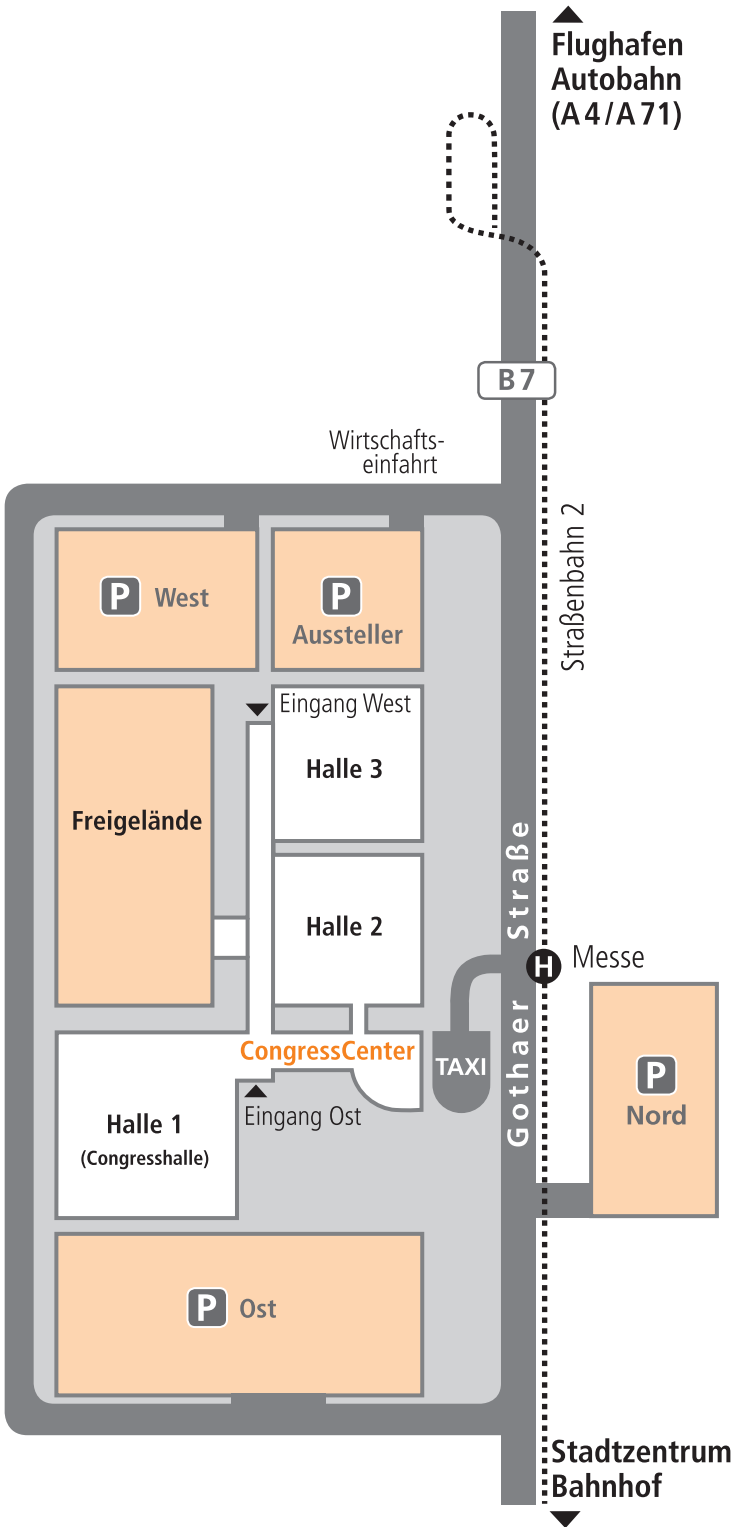 Flughafen
Autobahn
(A 4 / A 71)
B 7
Wirtschafts-
einfahrt
Straßenbahn 2
P West
P
Aussteller
Eingang West
Halle 3
Freigelände
Halle 2
Gothaer Straße
H Messe
CongressCenter
TAXI
P
Nord
Eingang Ost
Halle 1
(Congresshalle)
P Ost
Stadtzentrum
Bahnhof